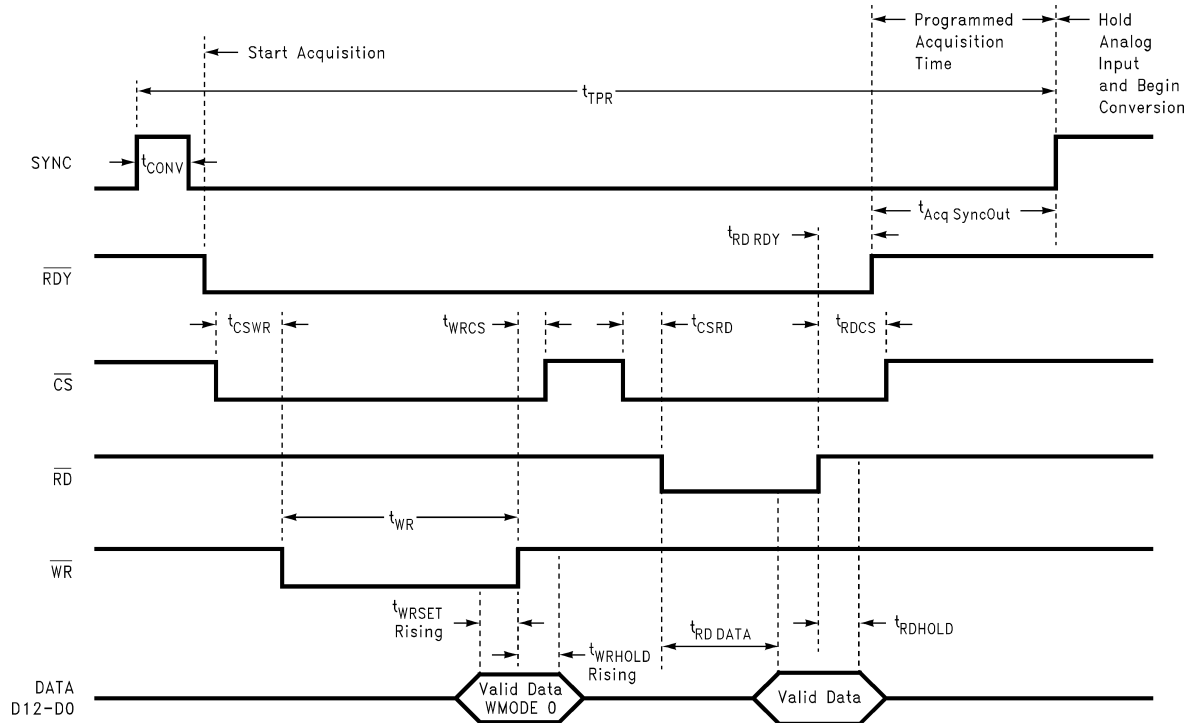 Start Acquisition
Programmed
Acquisition
Time
Hold
Analog
Input
and Begin
Conversion
tTPR
SYNC
tCONV
tAcq SyncOut
tRD RDY
RDY
tCSWR
tWRCS
tCSRD
tRDCS
CS
RD
tWR
WR
tWRSET
Rising
tWRHOLD
Rising
tRD DATA
tRDHOLD
DATA
D12-D0
Valid Data
WMODE 0
Valid Data